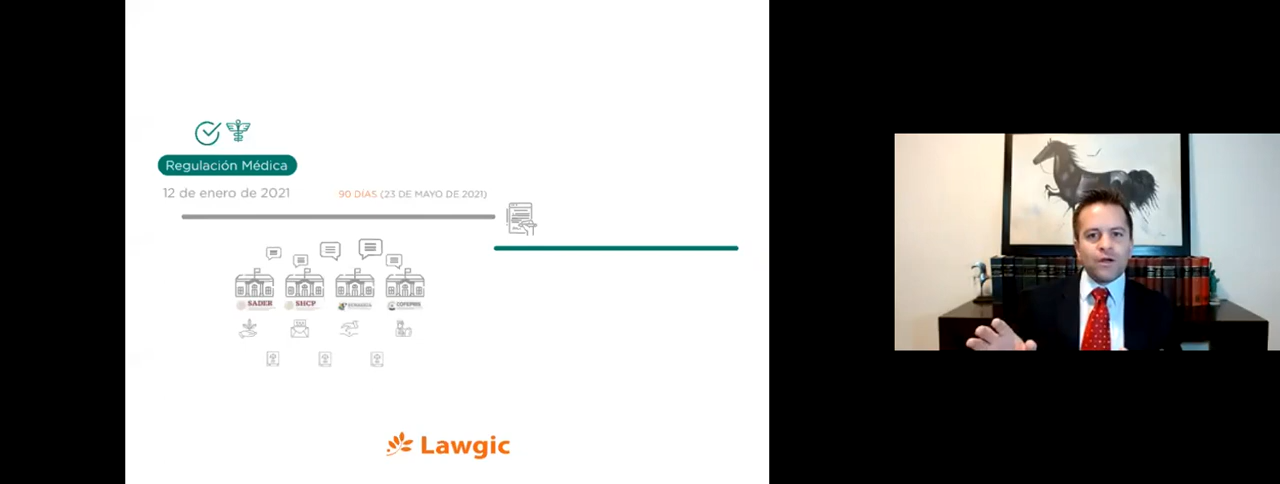 Regulación Médica
12 de enero de 2021
90 DÍAS (23 DE MAYO DE 2021)
SADER
SHCP
COFEPRIS
Lawgic